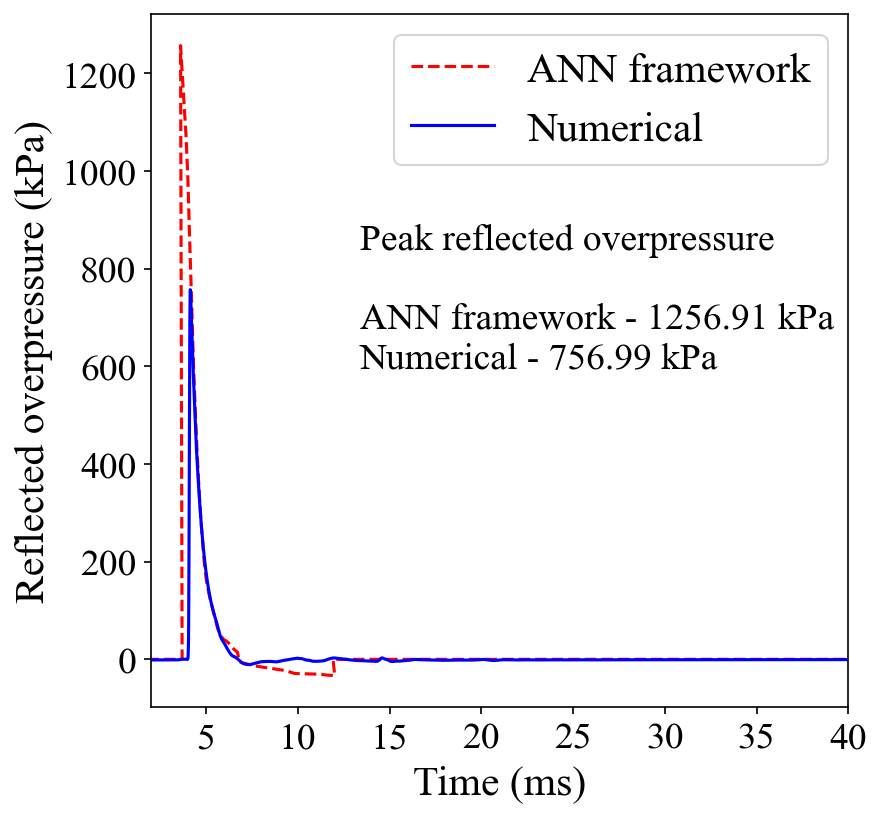 ANN framework
Numerical
Peak reflected overpressure
ANN framework - 1256.91 kPa
Numerical - 756.99 kPa
Reflected overpressure (kPa)
1200
1000
800
600
400
200
0
5 10 15 20 25 30 35 40
Time (ms)